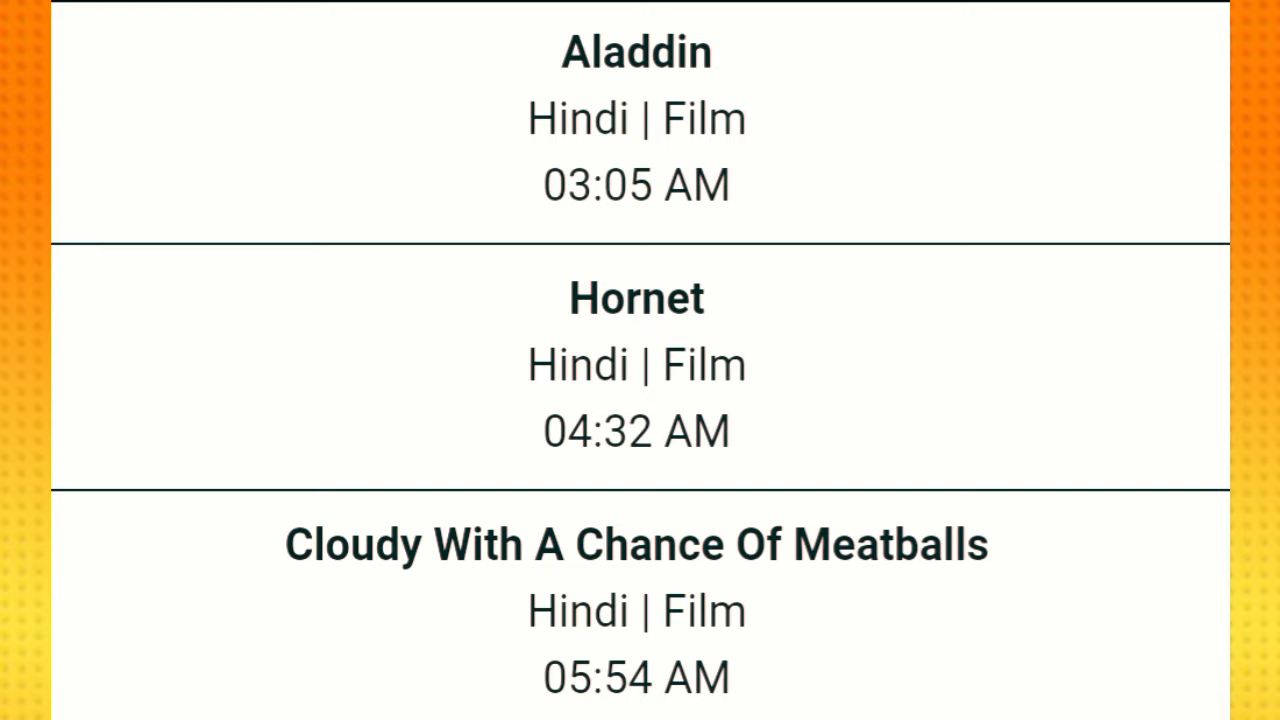 Aladdin
Hindi | Film
03:05 AM
Hornet
Hindi | Film
04:32 AM
Cloudy With A Chance Of Meatballs
Hindi | Film
05:54 AM